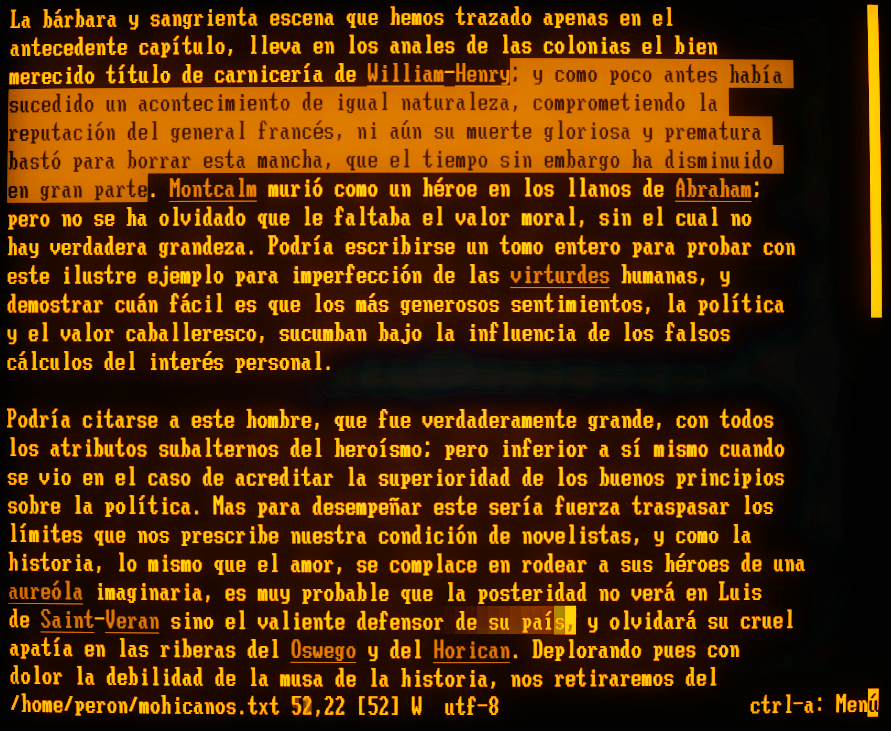 La bárbara y sangrienta escena que hemos trazado apenas en el
antecedente capítulo, lleva en los anales de las colonias el bien
merecido título de carnicería de William-Henry; y como poco antes había
sucedido un acontecimiento de igual naturaleza, comprometiendo la
reputación del general francés, ni aún su muerte gloriosa y prematura
bastó para borrar esta mancha, que el tiempo sin embargo ha disminuido
en gran parte. Montcalm murió como un héroe en los llanos de Abraham;
pero no se ha olvidado que le faltaba el valor moral, sin el cual no
hay verdadera grandeza. Podría escribirse un tomo entero para probar con
este ilustre ejemplo para imperfección de las virturdes humanas, y
demostrar cuán fácil es que los más generosos sentimientos, la política
y el valor caballeresco, sucumban bajo la influencia de los falsos
cálculos del interés personal.
Podría citarse a este hombre, que fue verdaderamente grande, con todos
los atributos subalternos del heroísmo; pero inferior a sí mismo cuando
se vio en el caso de acreditar la superioridad de los buenos principios
sobre la política. Mas para desempeñar este sería fuerza traspasar los
límites que nos prescribe nuestra condición de novelistas, y como la
historia, lo mismo que el amor, se complace en rodear a sus héroes de una
aureóla imaginaria, es muy probable que la posteridad no verá en Luis
de Saint-Veran sino el valiente defensor de su país, y olvidará su cruel
apatía en las riberas del Oswego y del Horican. Deplorando pues con
dolor la debilidad de la musa de la historia, nos retiraremos del
/home/peron/mohicanos.txt 52,22 [52] W utf-8 ctrl-a: Menú